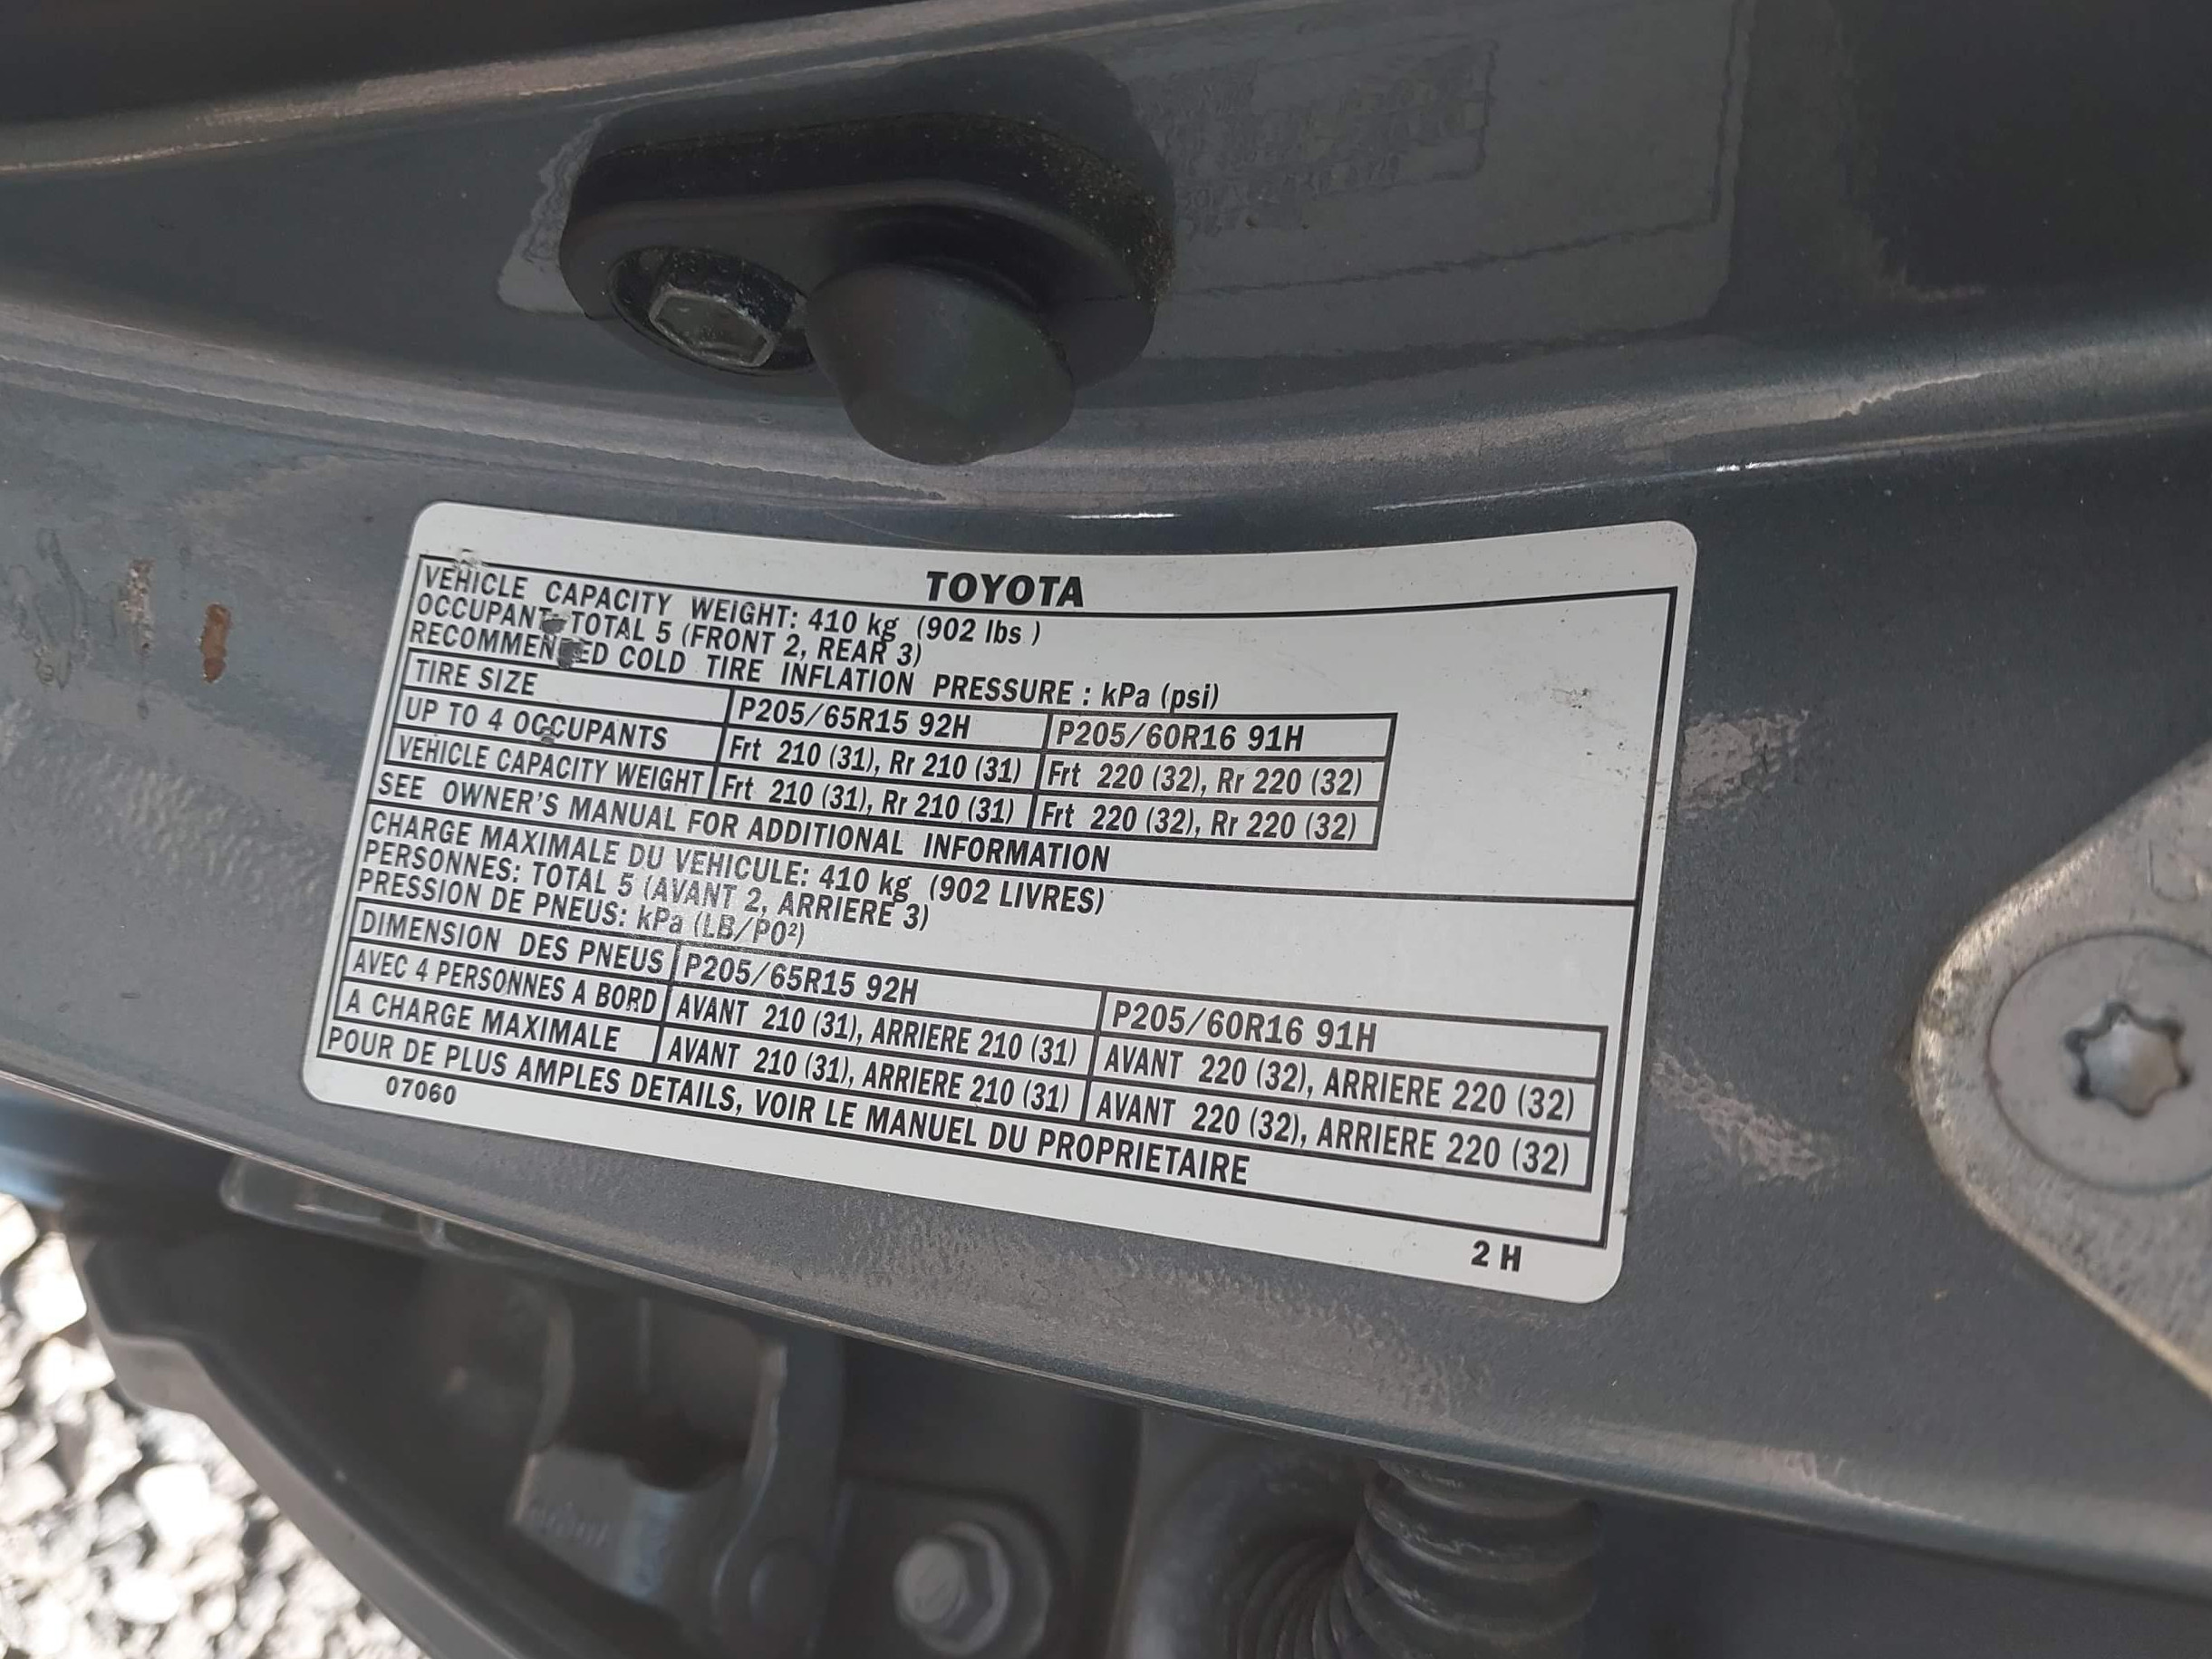 TOYOTA
VEHICLE CAPACITY WEIGHT: 410 kg (902 lbs )
OCCUPANT TOTAL 5 (FRONT 2, REAR 3)
RECOMMEN ED COLD TIRE INFLATION PRESSURE : kPa (psi)
TIRE SIZE P205/65R15 92H P205/60R16 91H
UP TO 4 OCCUPANTS Frt 210 (31), Rr 210 (31) Frt 220 (32), Rr 220 (32)
VEHICLE CAPACITY WEIGHT Frt 210 (31), Rr 210 (31) Frt 220 (32), Rr 220 (32)
SEE OWNER'S MANUAL FOR ADDITIONAL INFORMATION
CHARGE MAXIMALE DU VEHICULE: 410 kg (902 LIVRES)
PERSONNES: TOTAL 5 (AVANT 2, ARRIERE 3)
PRESSION DE PNEUS: kPa (LB/PO²)
DIMENSION DES PNEUS P205/65R15 92H P205/60R16 91H
AVEC 4 PERSONNES A BORD AVANT 210 (31), ARRIERE 210 (31) AVANT 220 (32), ARRIERE 220 (32)
A CHARGE MAXIMALE AVANT 210 (31), ARRIERE 210 (31) AVANT 220 (32), ARRIERE 220 (32)
POUR DE PLUS AMPLES DETAILS, VOIR LE MANUEL DU PROPRIETAIRE
07060
2 H